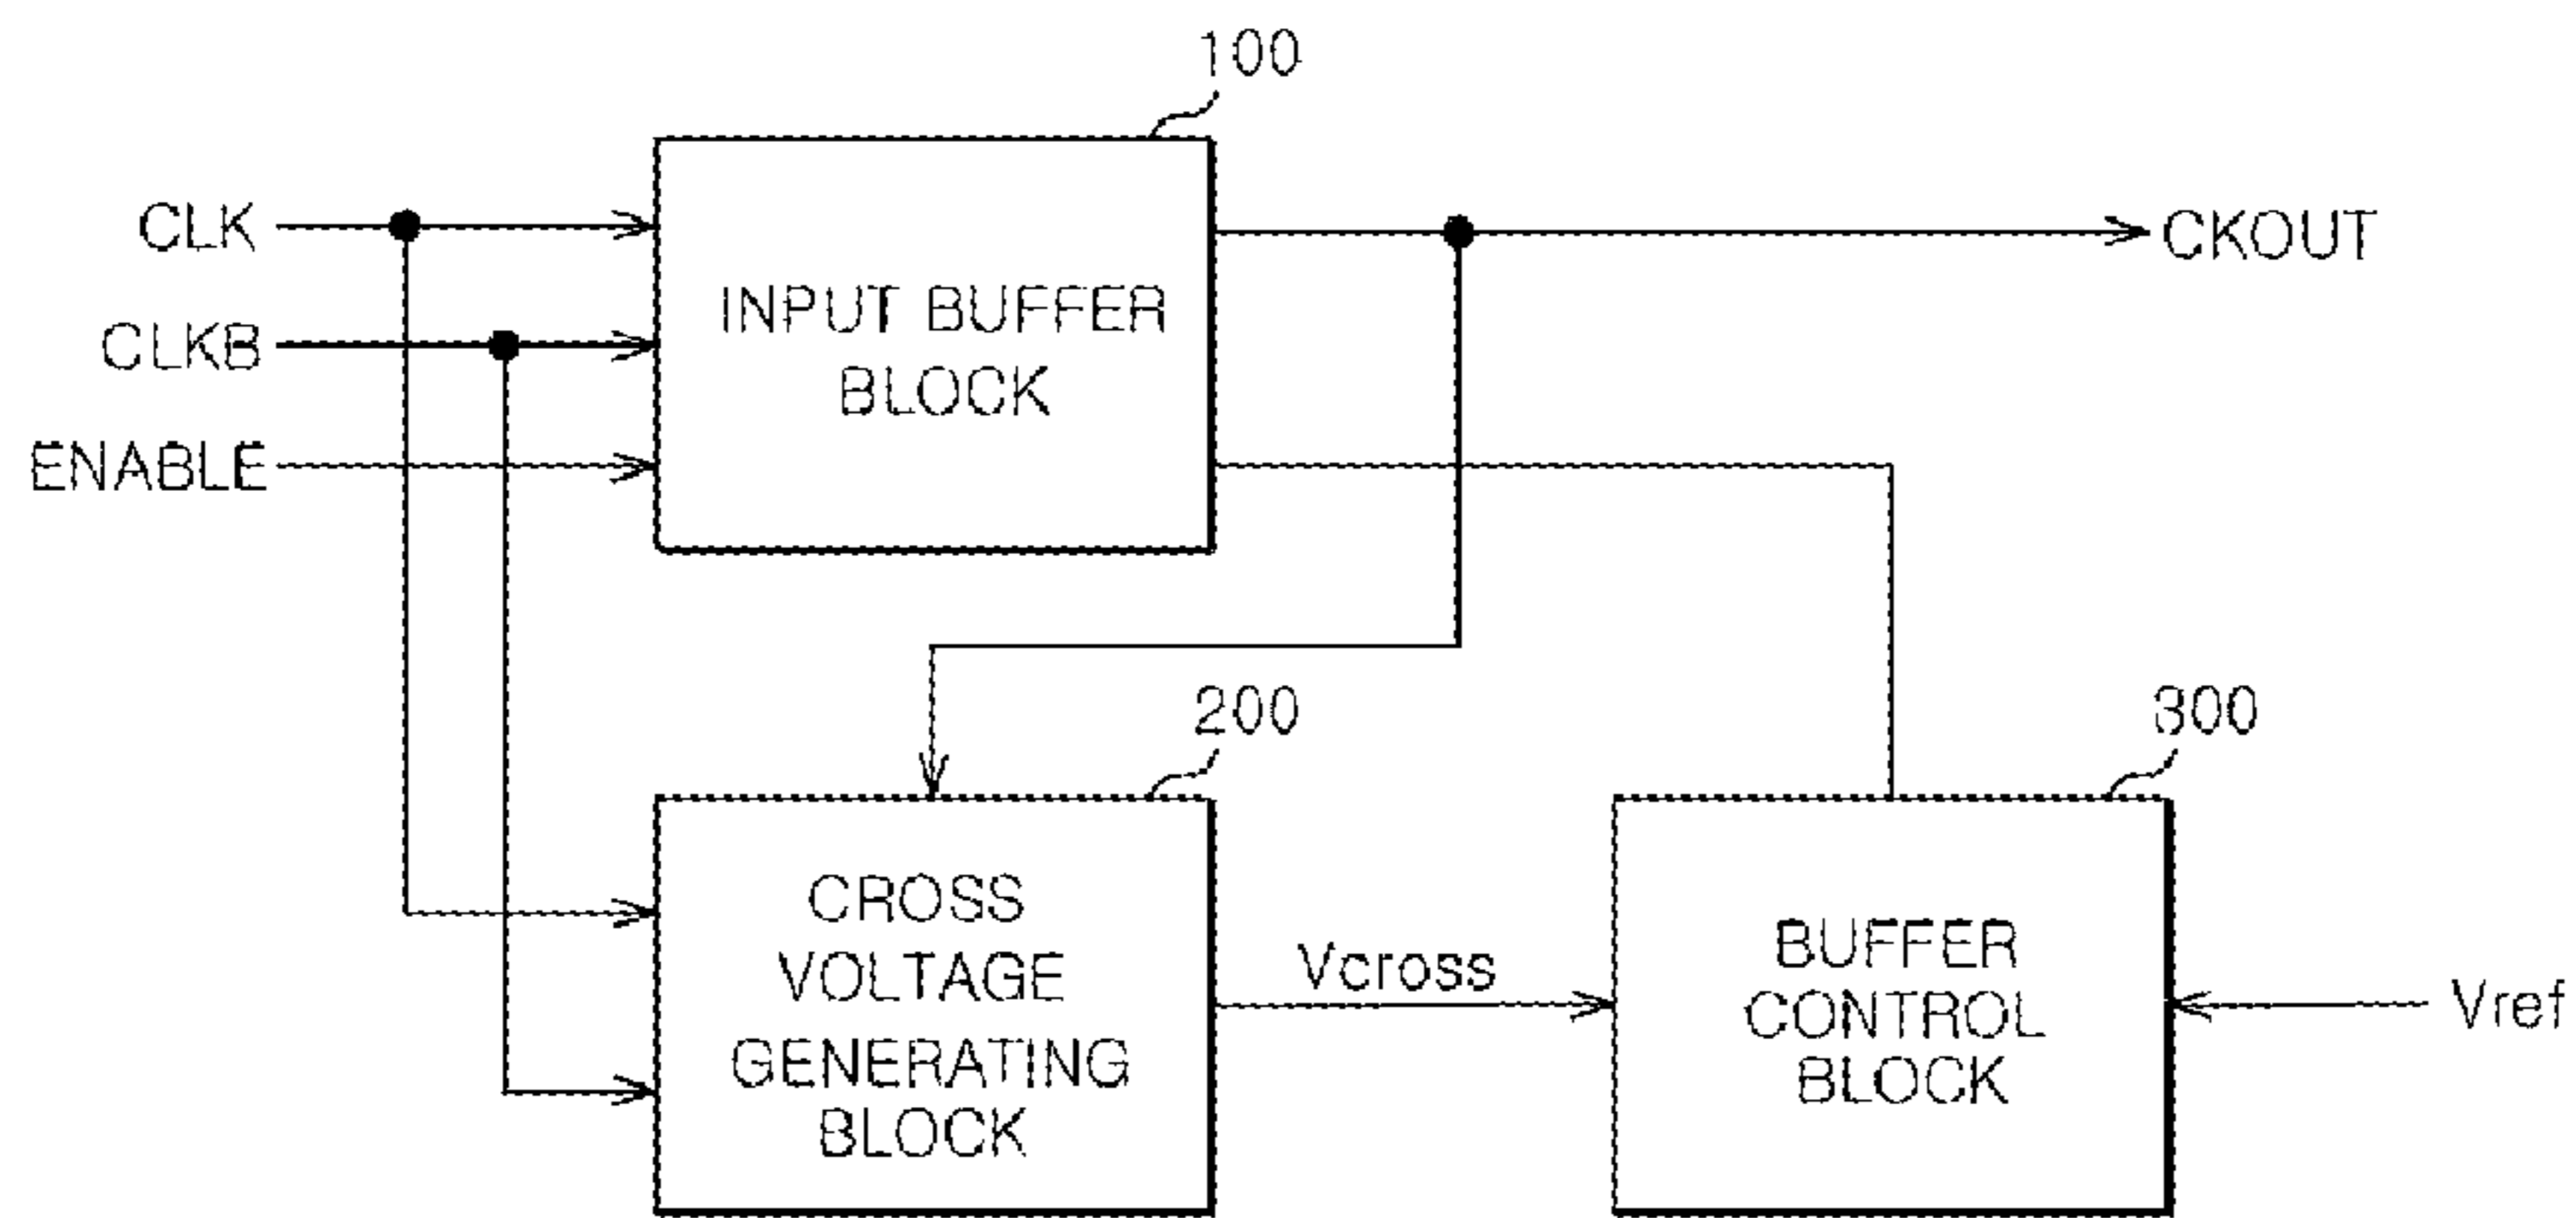 100
CLK
CKOUT
CLKB
INPUT BUFFER
BLOCK
ENABLE
200
300
CROSS
VOLTAGE
GENERATING
BLOCK
Vcross
BUFFER
CONTROL
BLOCK
Vref